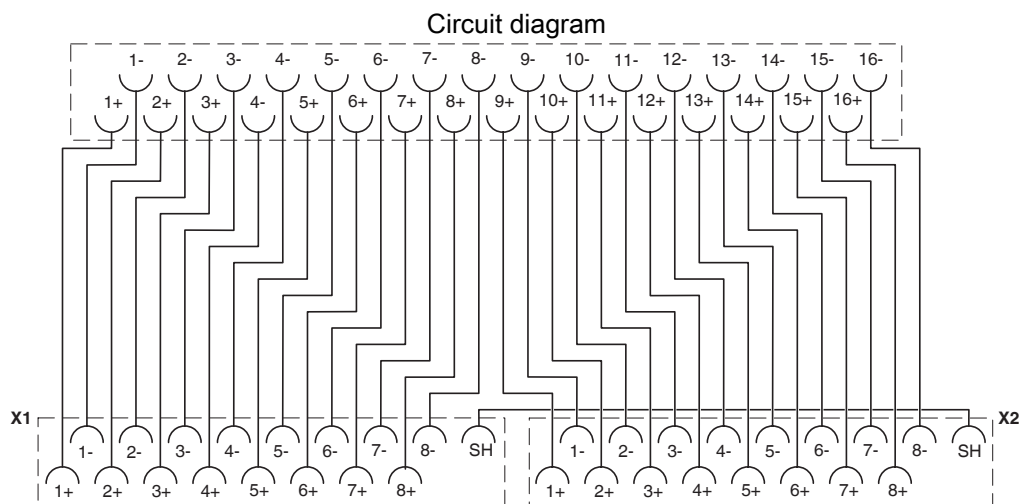 Circuit diagram
1- 2- 3- 4- 5- 6- 7- 8- 9- 10- 11- 12- 13- 14- 15- 16-
1+ 2+ 3+ 4- 5+ 6+ 7+ 8+ 9+ 10+ 11+ 12+ 13+ 14+ 15+ 16+
X1 X2
1- 2- 3- 4- 5- 6- 7- 8- SH 1- 2- 3- 4- 5- 6- 7- 8- SH
1+ 2+ 3+ 4+ 5+ 6+ 7+ 8+ 1+ 2+ 3+ 4+ 5+ 6+ 7+ 8+